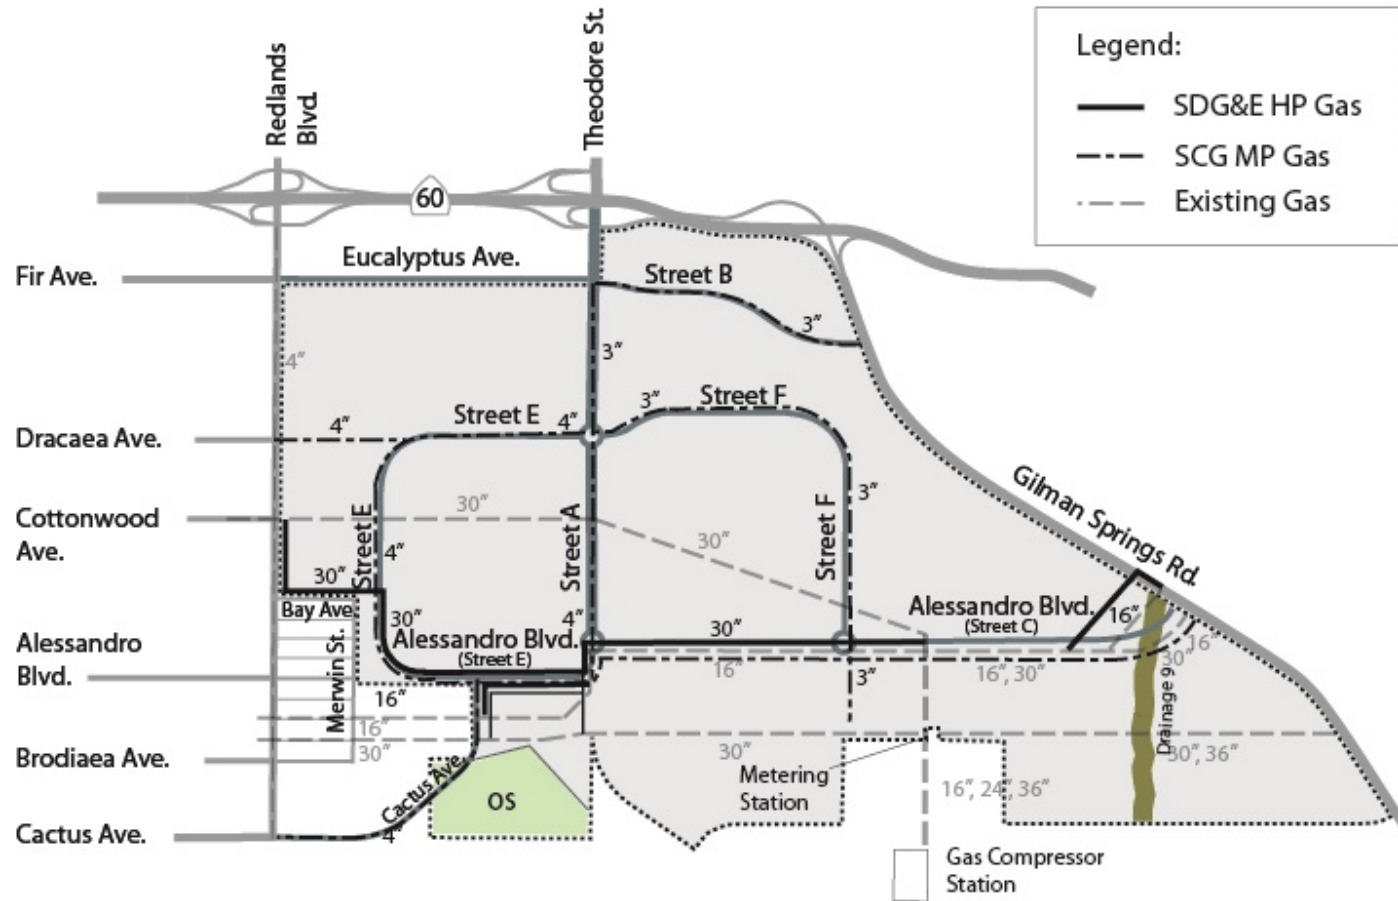 Redlands
Blvd.
Theodore St.
Legend:
SDG&E HP Gas
SCG MP Gas
Existing Gas
60
Eucalyptus Ave.
Fir Ave.
Street B
3”
4”
3”
Street F
3”
Street E
4”
4”
Dracaea Ave.
Gilman Springs Rd.
3”
30”
Cottonwood
Ave.
Street E
Street A
Street F
30”
4”
30”
16”
Bay Ave
30”
4”
Alessandro Blvd.
(Street E)
30”
Alessandro Blvd.
(Street C)
Alessandro
Blvd.
Merwin St.
16”
16”
3”
16”, 30”
30”
16”
16”
30”
Drainage 9
Brodiaea Ave.
30”
30”, 36”
Metering
Station
16”, 24”, 36”
Cactus Ave.
OS
Cactus Ave.
4”
Gas Compressor
Station